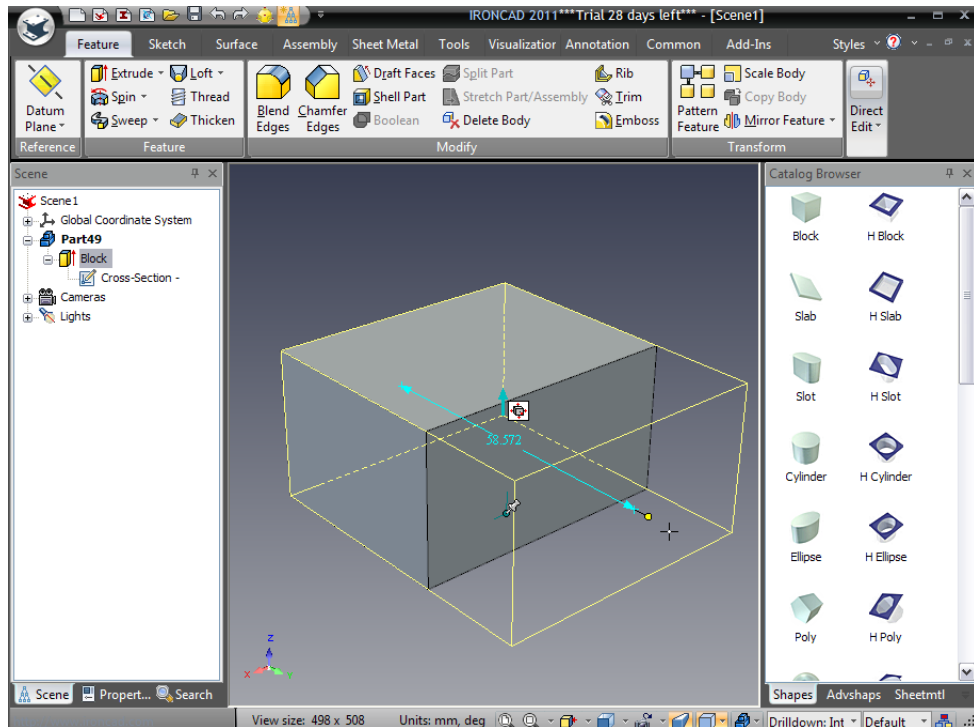 IRONCAD 2011***Trial 28 days left*** - [Scene1]
Feature Sketch Surface Assembly Sheet Metal Tools Visualization Annotation Common Add-Ins Styles
Extrude Loft Draft Faces Split Part Rib Scale Body
Spin Thread Shell Part Stretch Part/Assembly Trim Copy Body
Datum Plane Sweep Thicken Blend Edges Chamfer Edges Boolean Delete Body Emboss Pattern Feature Mirror Feature Direct Edit
Reference Feature Modify Transform
Scene Catalog Browser
Scene1
Global Coordinate System
Part49
Block
Cross-Section -
Cameras
Lights
58.572
z
x
Block H Block
Slab H Slab
Slot H Slot
Cylinder H Cylinder
Ellipse H Ellipse
Poly H Poly
Scene Propert... Search Shapes Advshaps Sheetmtl
View size: 498 x 508 Units: mm, deg Drilldown: Int Default